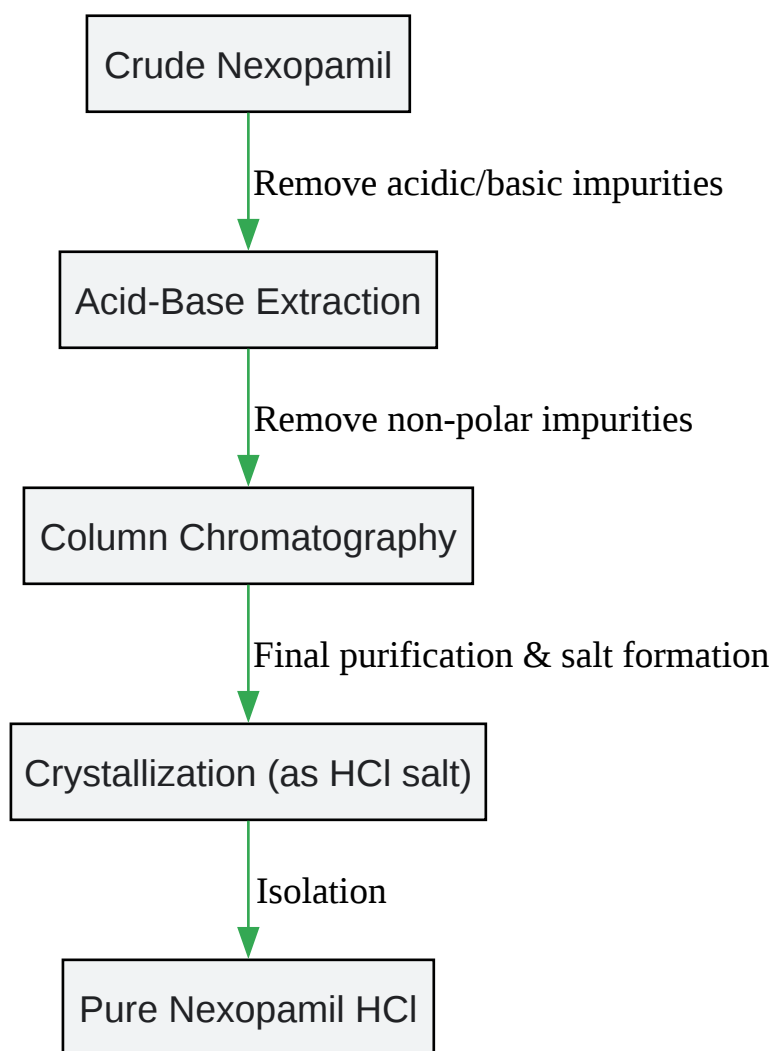 Crude Nexopamil
Remove acidic/basic impurities
Acid-Base Extraction
Remove non-polar impurities
Column Chromatography
Final purification & salt formation
Crystallization (as HCl salt)
Isolation
Pure Nexopamil HCl